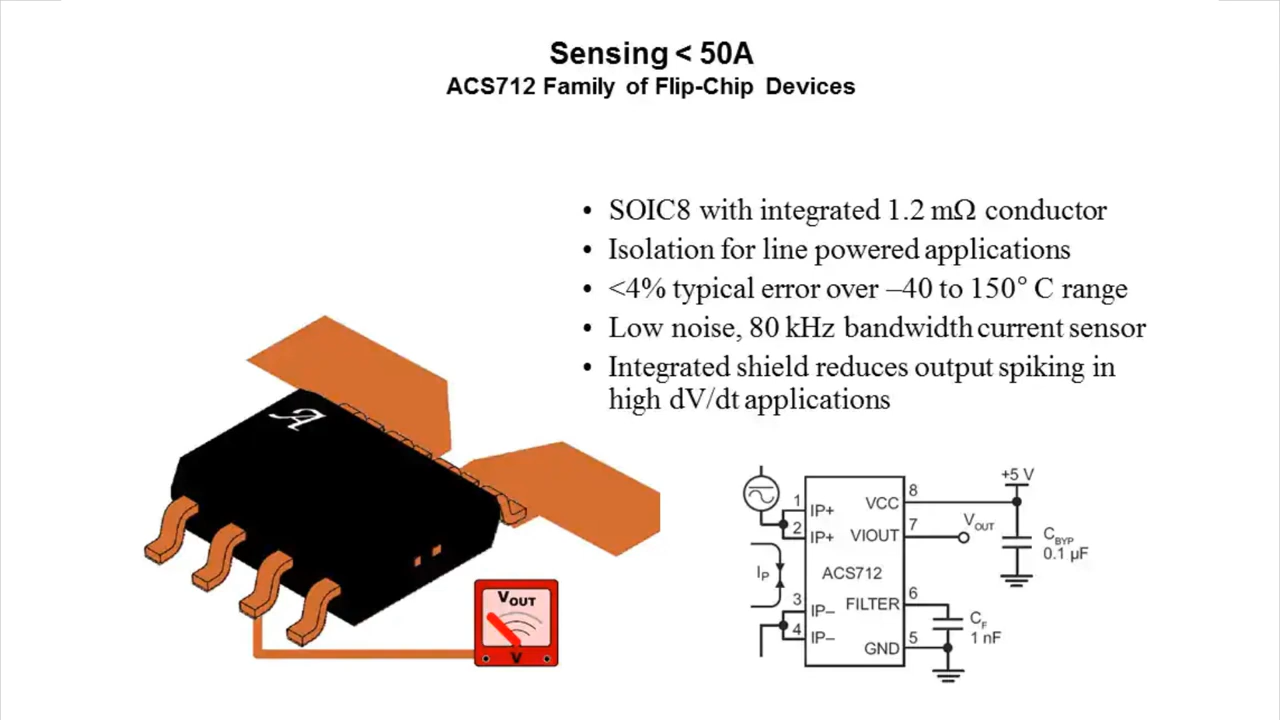 Sensing < 50A
ACS712 Family of Flip-Chip Devices
• SOIC8 with integrated 1.2 mΩ conductor
• Isolation for line powered applications
• <4% typical error over –40 to 150° C range
• Low noise, 80 kHz bandwidth current sensor
• Integrated shield reduces output spiking in
high dV/dt applications
A
VOUT
V
+5 V
1
IP+
VCC
8
2
IP+
VIOUT
7
VOUT
CBYP
0.1 µF
IP
ACS712
3
IP–
FILTER
6
CF
1 nF
4
IP–
GND
5